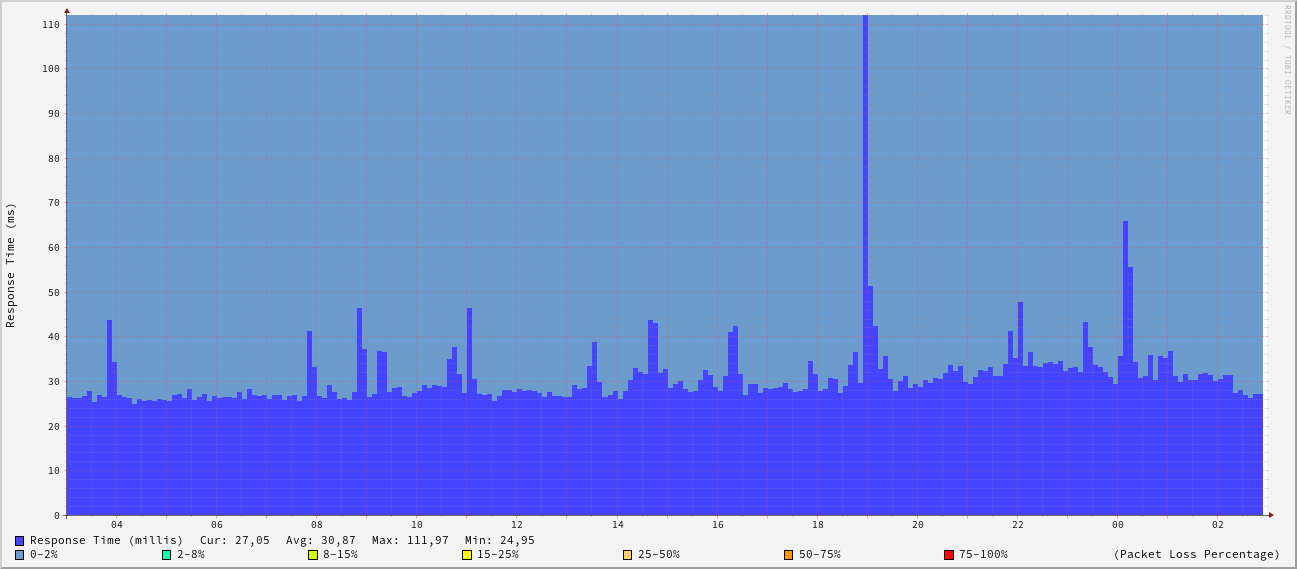 RRDTOOL / TOBI OETIKER
Response Time (ms)
110
100
90
80
70
60
50
40
30
20
10
0
04 06 08 10 12 14 16 18 20 22 00 02
Response Time (millis) Cur: 27,05 Avg: 30,87 Max: 111,97 Min: 24,95
0-2% 2-8% 8-15% 15-25% 25-50% 50-75% 75-100% (Packet Loss Percentage)